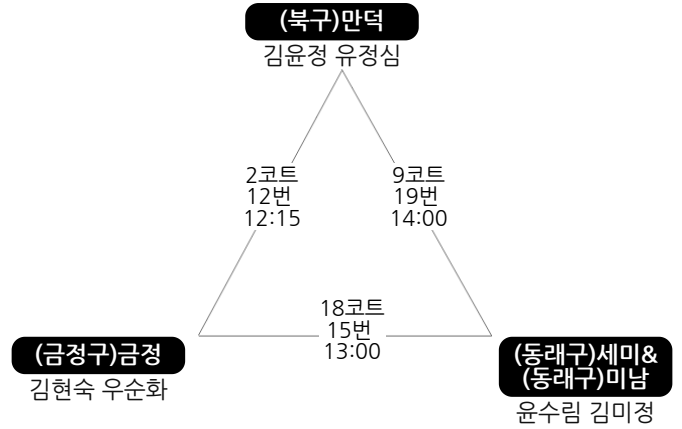 (북구)만덕
김윤정 유정심
2코트
12번
12:15
9코트
19번
14:00
18코트
15번
13:00
(금정구)금정
김현숙 우순화
(동래구)세미&
(동래구)미남
윤수림 김미정